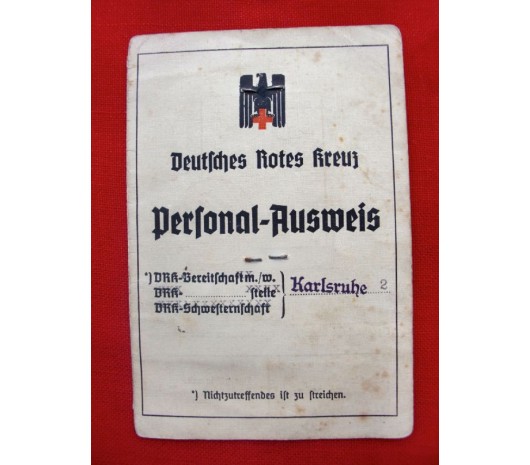 Deutsches Rotes Kreuz
Personal-Ausweis
*) DRK-Bereitschaft m./w.
DRK- stelle
DRK-Schwesternschaft
Karlsruhe 2
*) Nichtzutreffendes ist zu streichen.